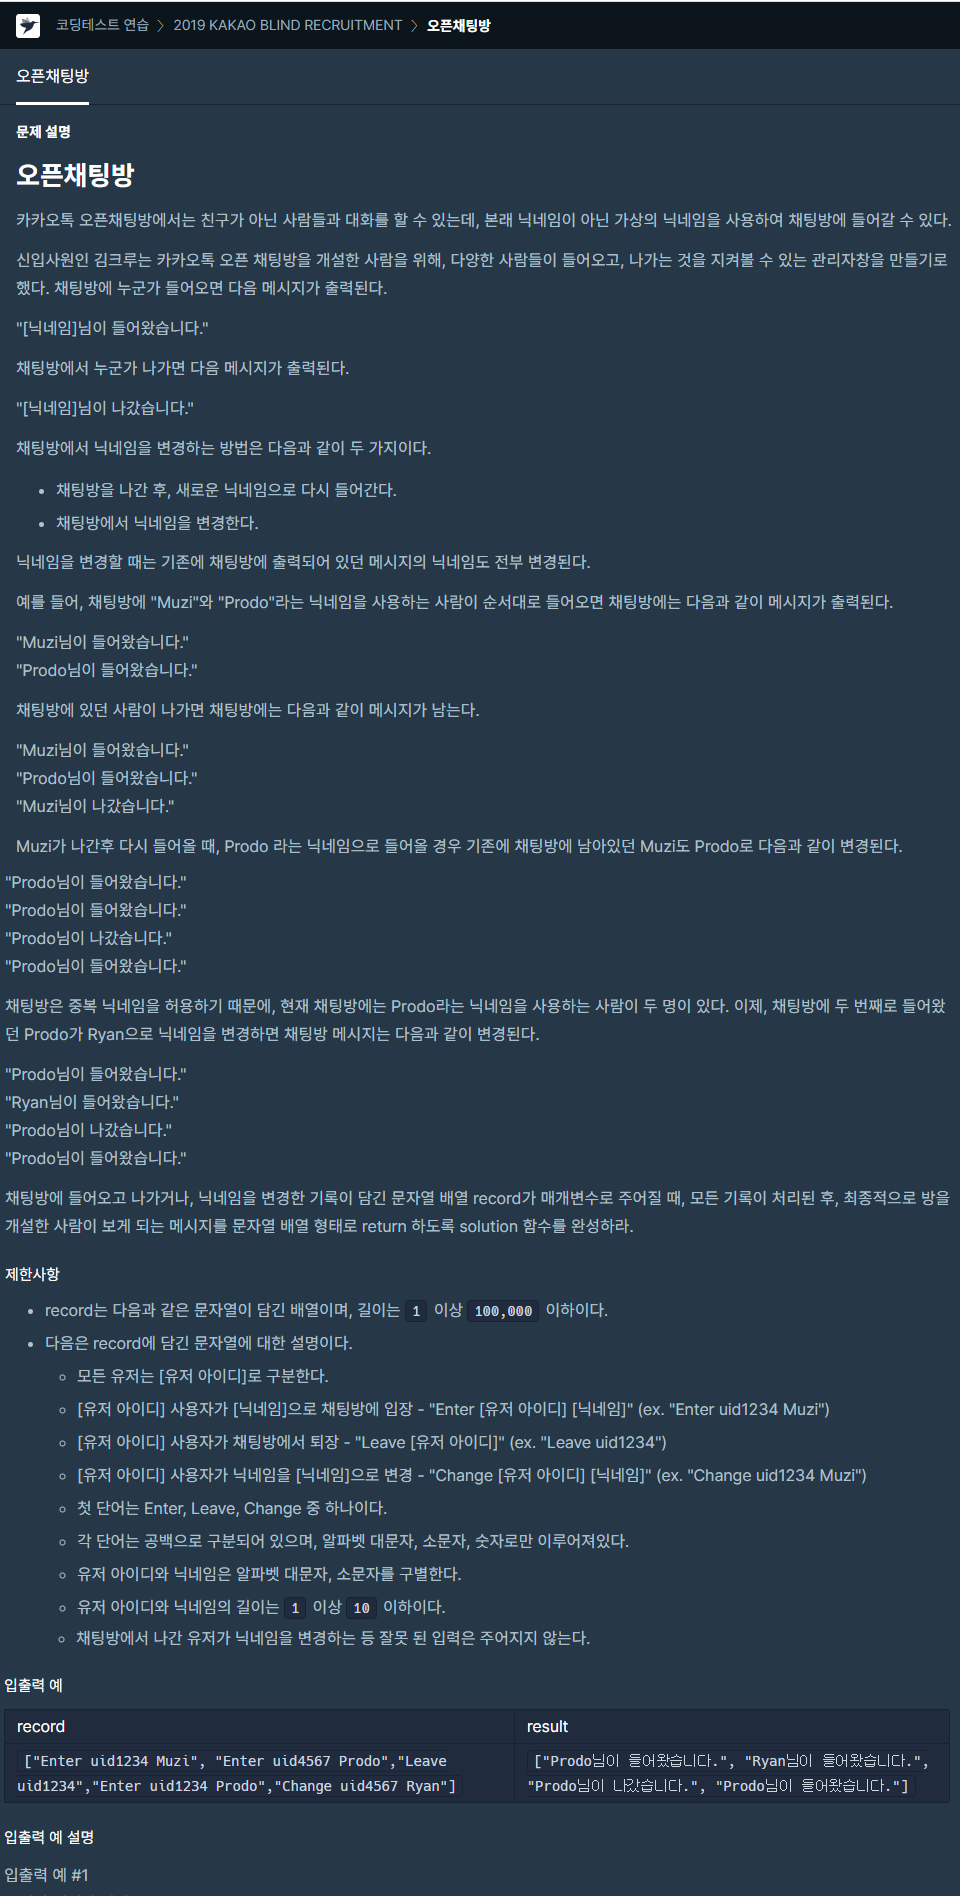 코딩테스트 연습 > 2019 KAKAO BLIND RECRUITMENT > 오픈채팅방
오픈채팅방
문제 설명
오픈채팅방
카카오톡 오픈채팅방에서는 친구가 아닌 사람들과 대화를 할 수 있는데, 본래 닉네임이 아닌 가상의 닉네임을 사용하여 채팅방에 들어갈 수 있다.
신입사원인 김크루는 카카오톡 오픈 채팅방을 개설한 사람을 위해, 다양한 사람들이 들어오고, 나가는 것을 지켜볼 수 있는 관리자창을 만들기로
했다. 채팅방에 누군가 들어오면 다음 메시지가 출력된다.
"[닉네임]님이 들어왔습니다."
채팅방에서 누군가 나가면 다음 메시지가 출력된다.
"[닉네임]님이 나갔습니다."
채팅방에서 닉네임을 변경하는 방법은 다음과 같이 두 가지이다.
• 채팅방을 나간 후, 새로운 닉네임으로 다시 들어간다.
• 채팅방에서 닉네임을 변경한다.
닉네임을 변경할 때는 기존에 채팅방에 출력되어 있던 메시지의 닉네임도 전부 변경된다.
예를 들어, 채팅방에 "Muzi"와 "Prodo"라는 닉네임을 사용하는 사람이 순서대로 들어오면 채팅방에는 다음과 같이 메시지가 출력된다.
"Muzi님이 들어왔습니다."
"Prodo님이 들어왔습니다."
채팅방에 있던 사람이 나가면 채팅방에는 다음과 같이 메시지가 남는다.
"Muzi님이 들어왔습니다."
"Prodo님이 들어왔습니다."
"Muzi님이 나갔습니다."
Muzi가 나간후 다시 들어올 때, Prodo 라는 닉네임으로 들어올 경우 기존에 채팅방에 남아있던 Muzi도 Prodo로 다음과 같이 변경된다.
"Prodo님이 들어왔습니다."
"Prodo님이 들어왔습니다."
"Prodo님이 나갔습니다."
"Prodo님이 들어왔습니다."
채팅방은 중복 닉네임을 허용하기 때문에, 현재 채팅방에는 Prodo라는 닉네임을 사용하는 사람이 두 명이 있다. 이제, 채팅방에 두 번째로 들어왔
던 Prodo가 Ryan으로 닉네임을 변경하면 채팅방 메시지는 다음과 같이 변경된다.
"Prodo님이 들어왔습니다."
"Ryan님이 들어왔습니다."
"Prodo님이 나갔습니다."
"Prodo님이 들어왔습니다."
채팅방에 들어오고 나가거나, 닉네임을 변경한 기록이 담긴 문자열 배열 record가 매개변수로 주어질 때, 모든 기록이 처리된 후, 최종적으로 방을
개설한 사람이 보게 되는 메시지를 문자열 배열 형태로 return 하도록 solution 함수를 완성하라.
제한사항
• record는 다음과 같은 문자열이 담긴 배열이며, 길이는 1 이상 100,000 이하이다.
• 다음은 record에 담긴 문자열에 대한 설명이다.
◦ 모든 유저는 [유저 아이디]로 구분한다.
◦ [유저 아이디] 사용자가 [닉네임]으로 채팅방에 입장 - "Enter [유저 아이디] [닉네임]" (ex. "Enter uid1234 Muzi")
◦ [유저 아이디] 사용자가 채팅방에서 퇴장 - "Leave [유저 아이디]" (ex. "Leave uid1234")
◦ [유저 아이디] 사용자가 닉네임을 [닉네임]으로 변경 - "Change [유저 아이디] [닉네임]" (ex. "Change uid1234 Muzi")
◦ 첫 단어는 Enter, Leave, Change 중 하나이다.
◦ 각 단어는 공백으로 구분되어 있으며, 알파벳 대문자, 소문자, 숫자로만 이루어져있다.
◦ 유저 아이디와 닉네임은 알파벳 대문자, 소문자를 구별한다.
◦ 유저 아이디와 닉네임의 길이는 1 이상 10 이하이다.
◦ 채팅방에서 나간 유저가 닉네임을 변경하는 등 잘못 된 입력은 주어지지 않는다.
입출력 예
record result
["Enter uid1234 Muzi", "Enter uid4567 Prodo","Leave
uid1234","Enter uid1234 Prodo","Change uid4567 Ryan"]
["Prodo님이 들어왔습니다.", "Ryan님이 들어왔습니다.",
"Prodo님이 나갔습니다.", "Prodo님이 들어왔습니다."]
입출력 예 설명
입출력 예 #1